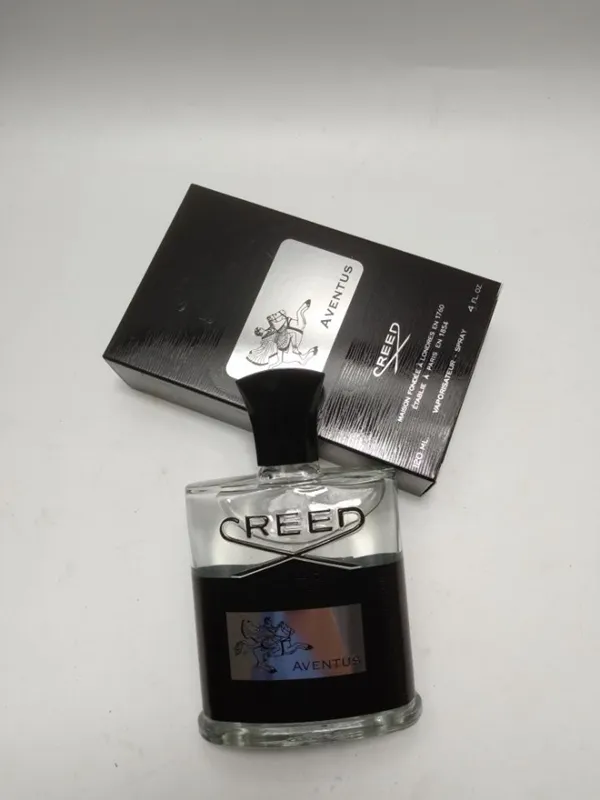 AVENTUS
CREED
MAISON FONDÉE À LONDRES EN 1760
ÉTABLIE À PARIS EN 1854
VAPORISATEUR - SPRAY
120 ML
4 FL.OZ.
CREED
AVENTUS